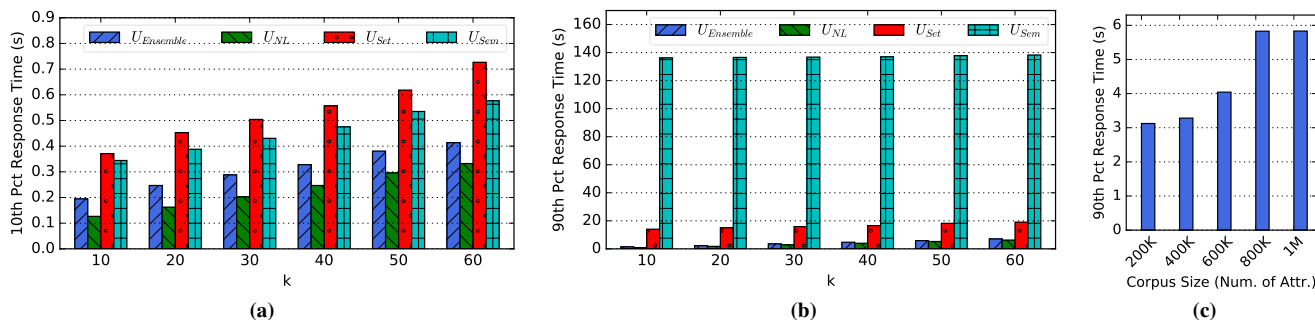 10th Pct Response Time (s)
0.9
0.8
0.7
0.6
0.5
0.4
0.3
0.2
0.1
0.0
U_Ensemble U_NL U_Set U_Sem
10 20 30 40 50 60
k
(a)
90th Pct Response Time (s)
160
140
120
100
80
60
40
20
0
U_Ensemble U_NL U_Set U_Sem
10 20 30 40 50 60
k
(b)
90th Pct Response Time (s)
6
5
4
3
2
1
0
200K 400K 600K 800K 1M
Corpus Size (Num. of Attr.)
(c)